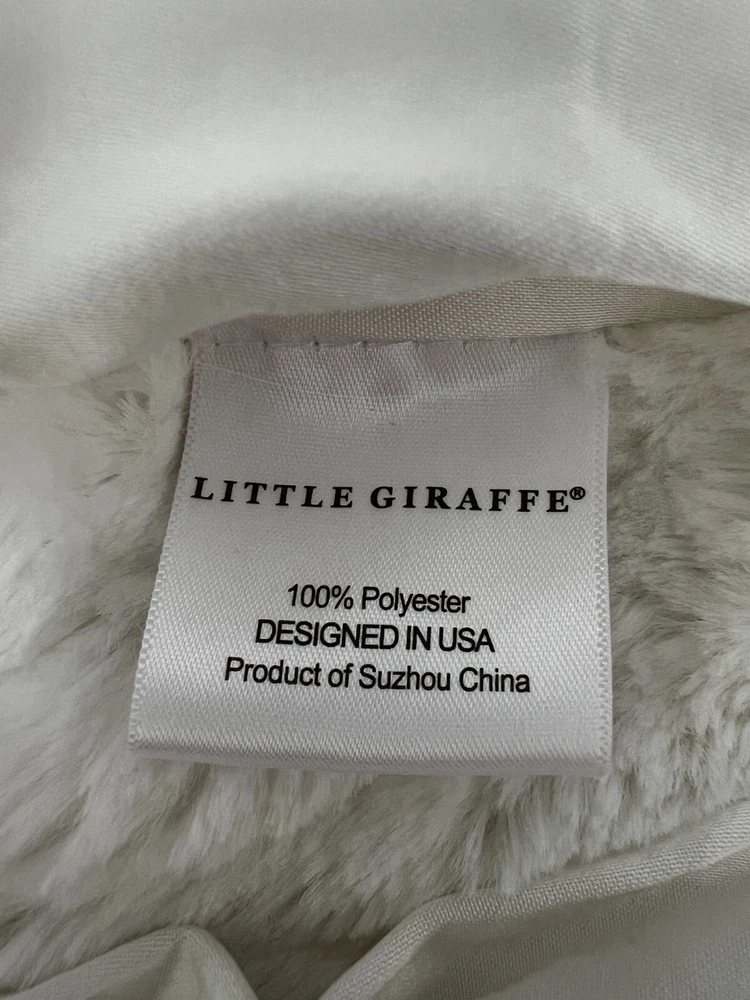 LITTLE GIRAFFE®
100% Polyester
DESIGNED IN USA
Product of Suzhou China